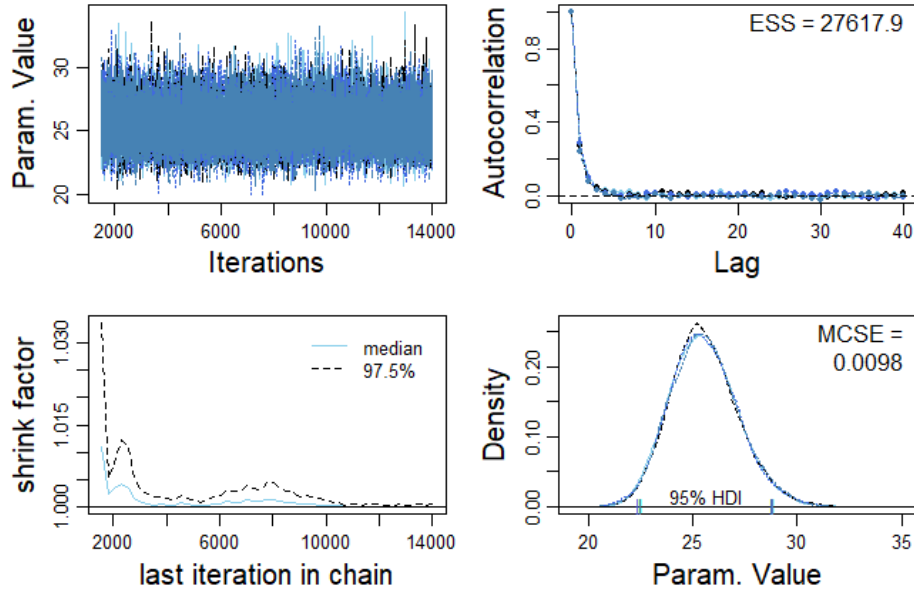 Param. Value
20 25 30
2000 6000 10000 14000
Iterations
ESS = 27617.9
Autocorrelation
0.0 0.4 0.8
0 10 20 30 40
Lag
shrink factor
1.000 1.015 1.030
median
97.5%
2000 6000 10000 14000
last iteration in chain
MCSE =
0.0098
Density
0.00 0.10 0.20
95% HDI
20 25 30 35
Param. Value